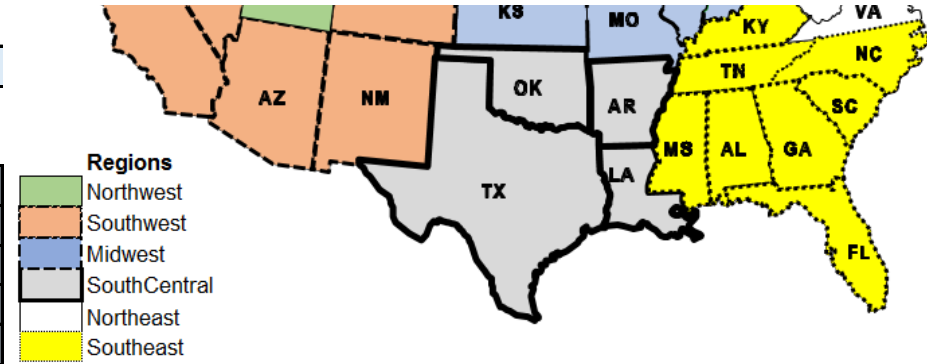 KS
MO
VA
KY
NC
TN
AZ
NM
OK
AR
SC
MS
AL
GA
LA
TX
FL
Regions
Northwest
Southwest
Midwest
SouthCentral
Northeast
Southeast